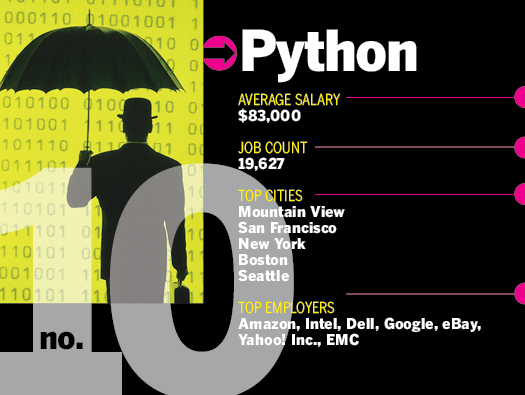 Python
AVERAGE SALARY
$83,000
JOB COUNT
19,627
TOP CITIES
Mountain View
San Francisco
New York
Boston
Seattle
TOP EMPLOYERS
Amazon, Intel, Dell, Google, eBay,
Yahoo! Inc., EMC
no.
10